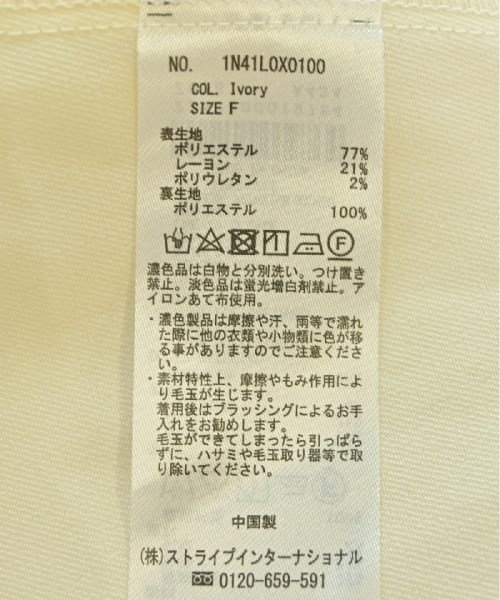 NO. 1N41L0X0100
COL. Ivory
SIZE F
表生地
ポリエステル 77%
レーヨン 21%
ポリウレタン 2%
裏生地
ポリエステル 100%
F
濃色品は白物と分別洗い。つけ置き
禁止。淡色品は蛍光増白剤禁止。ア
イロンあて布使用。
・濃色製品は摩擦や汗、雨等で濡れ
た際に他の衣類や小物類に色が移
る事がありますのでご注意くださ
い。
・素材特性上、摩擦やもみ作用によ
り毛玉が生じます。
着用後はブラッシングによるお手
入れをお勧めします。
毛玉ができてしまったら引っぱら
ずに、ハサミや毛玉取り器等で取
り除いてください。
中国製
(株)ストライプインターナショナル
0120-659-591